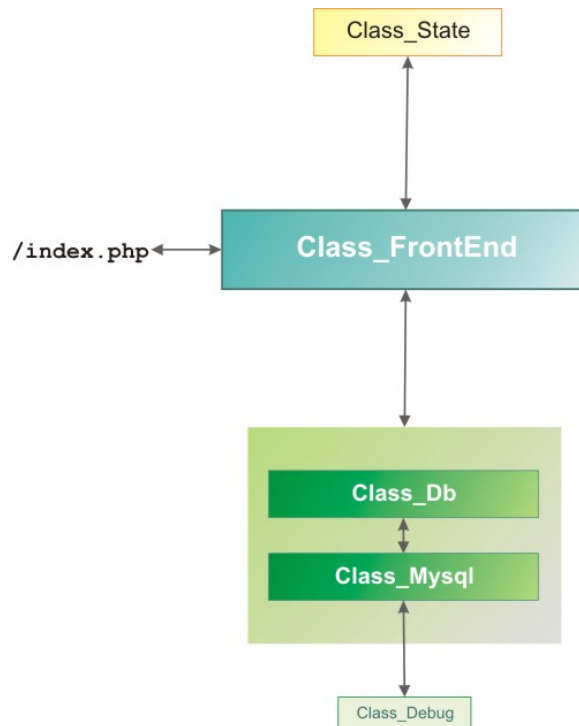 Class_State
/index.php
Class_FrontEnd
Class_Db
Class_Mysql
Class_Debug